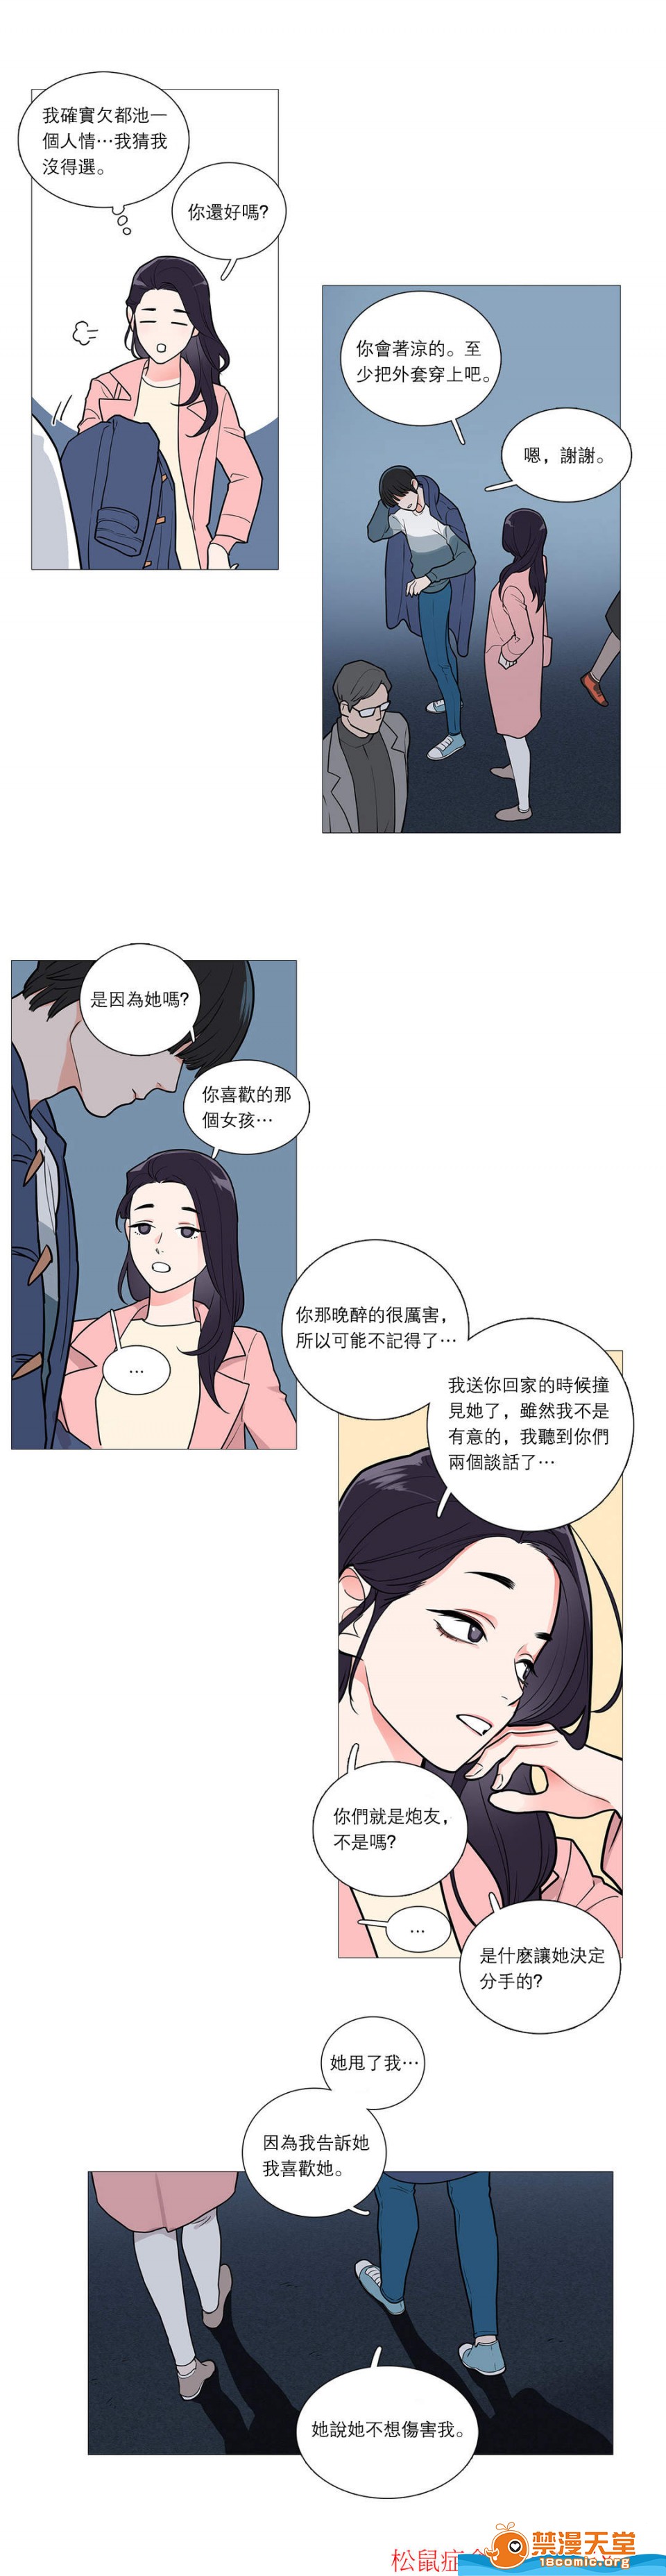 我確實欠都池一
個人情…我猜我
沒得選。
你還好嗎?
你會著涼的。至
少把外套穿上吧。
嗯，謝謝。
是因為她嗎?
你喜歡的那
個女孩…
…
你那晚醉的很厲害，
所以可能不記得了…
我送你回家的時候撞
見她了，雖然我不是
有意的，我聽到你們
兩個談話了…
你們就是炮友，
不是嗎?
…
是什麽讓她決定
分手的?
她甩了我…
因為我告訴她
我喜歡她。
她說她不想傷害我。
松鼠症
禁漫天堂
18comic.org